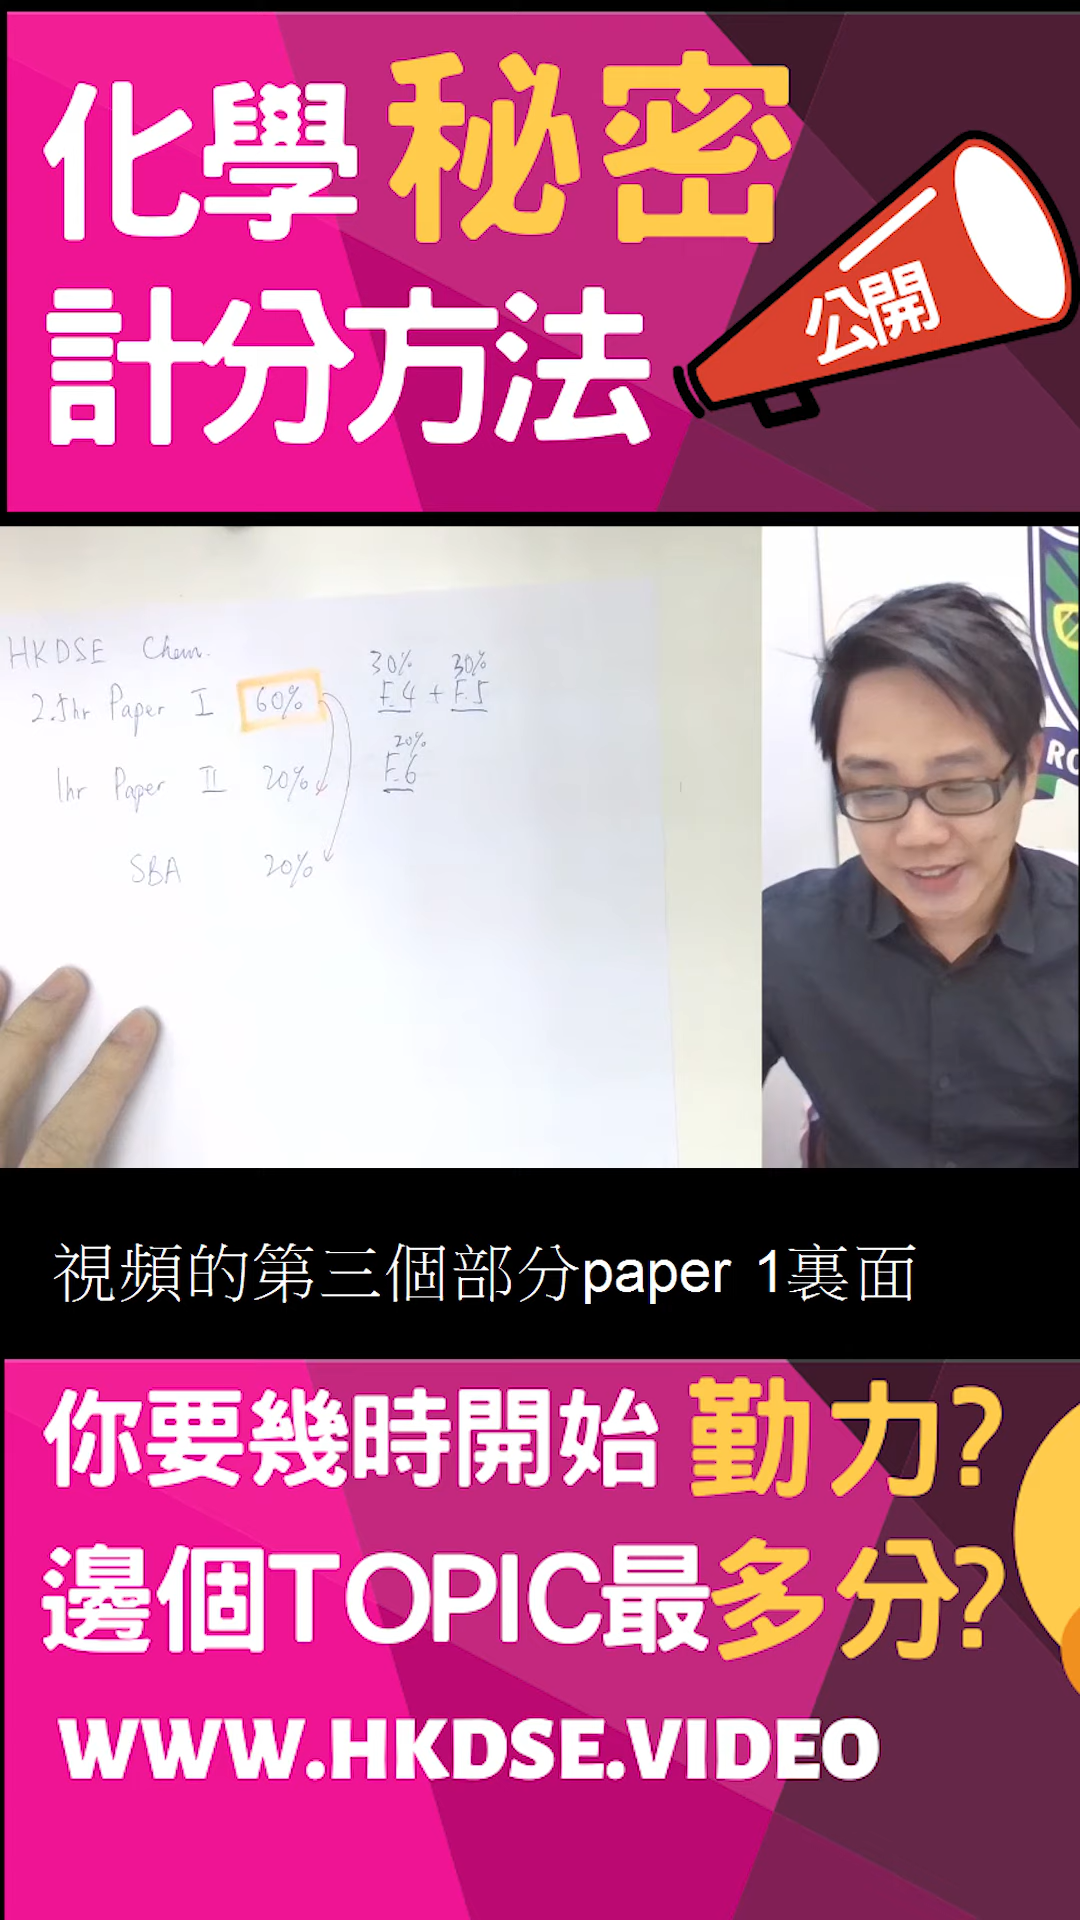 化學秘密
計分方法
公開
HKDSE Chem.
2.5hr Paper I 60%
30% 30%
F.4 + F.5
1hr Paper II 20%
20%
F.6
SBA 20%
RO
視頻的第三個部分paper 1裏面
你要幾時開始勤力?
邊個TOPIC最多分?
WWW.HKDSE.VIDEO